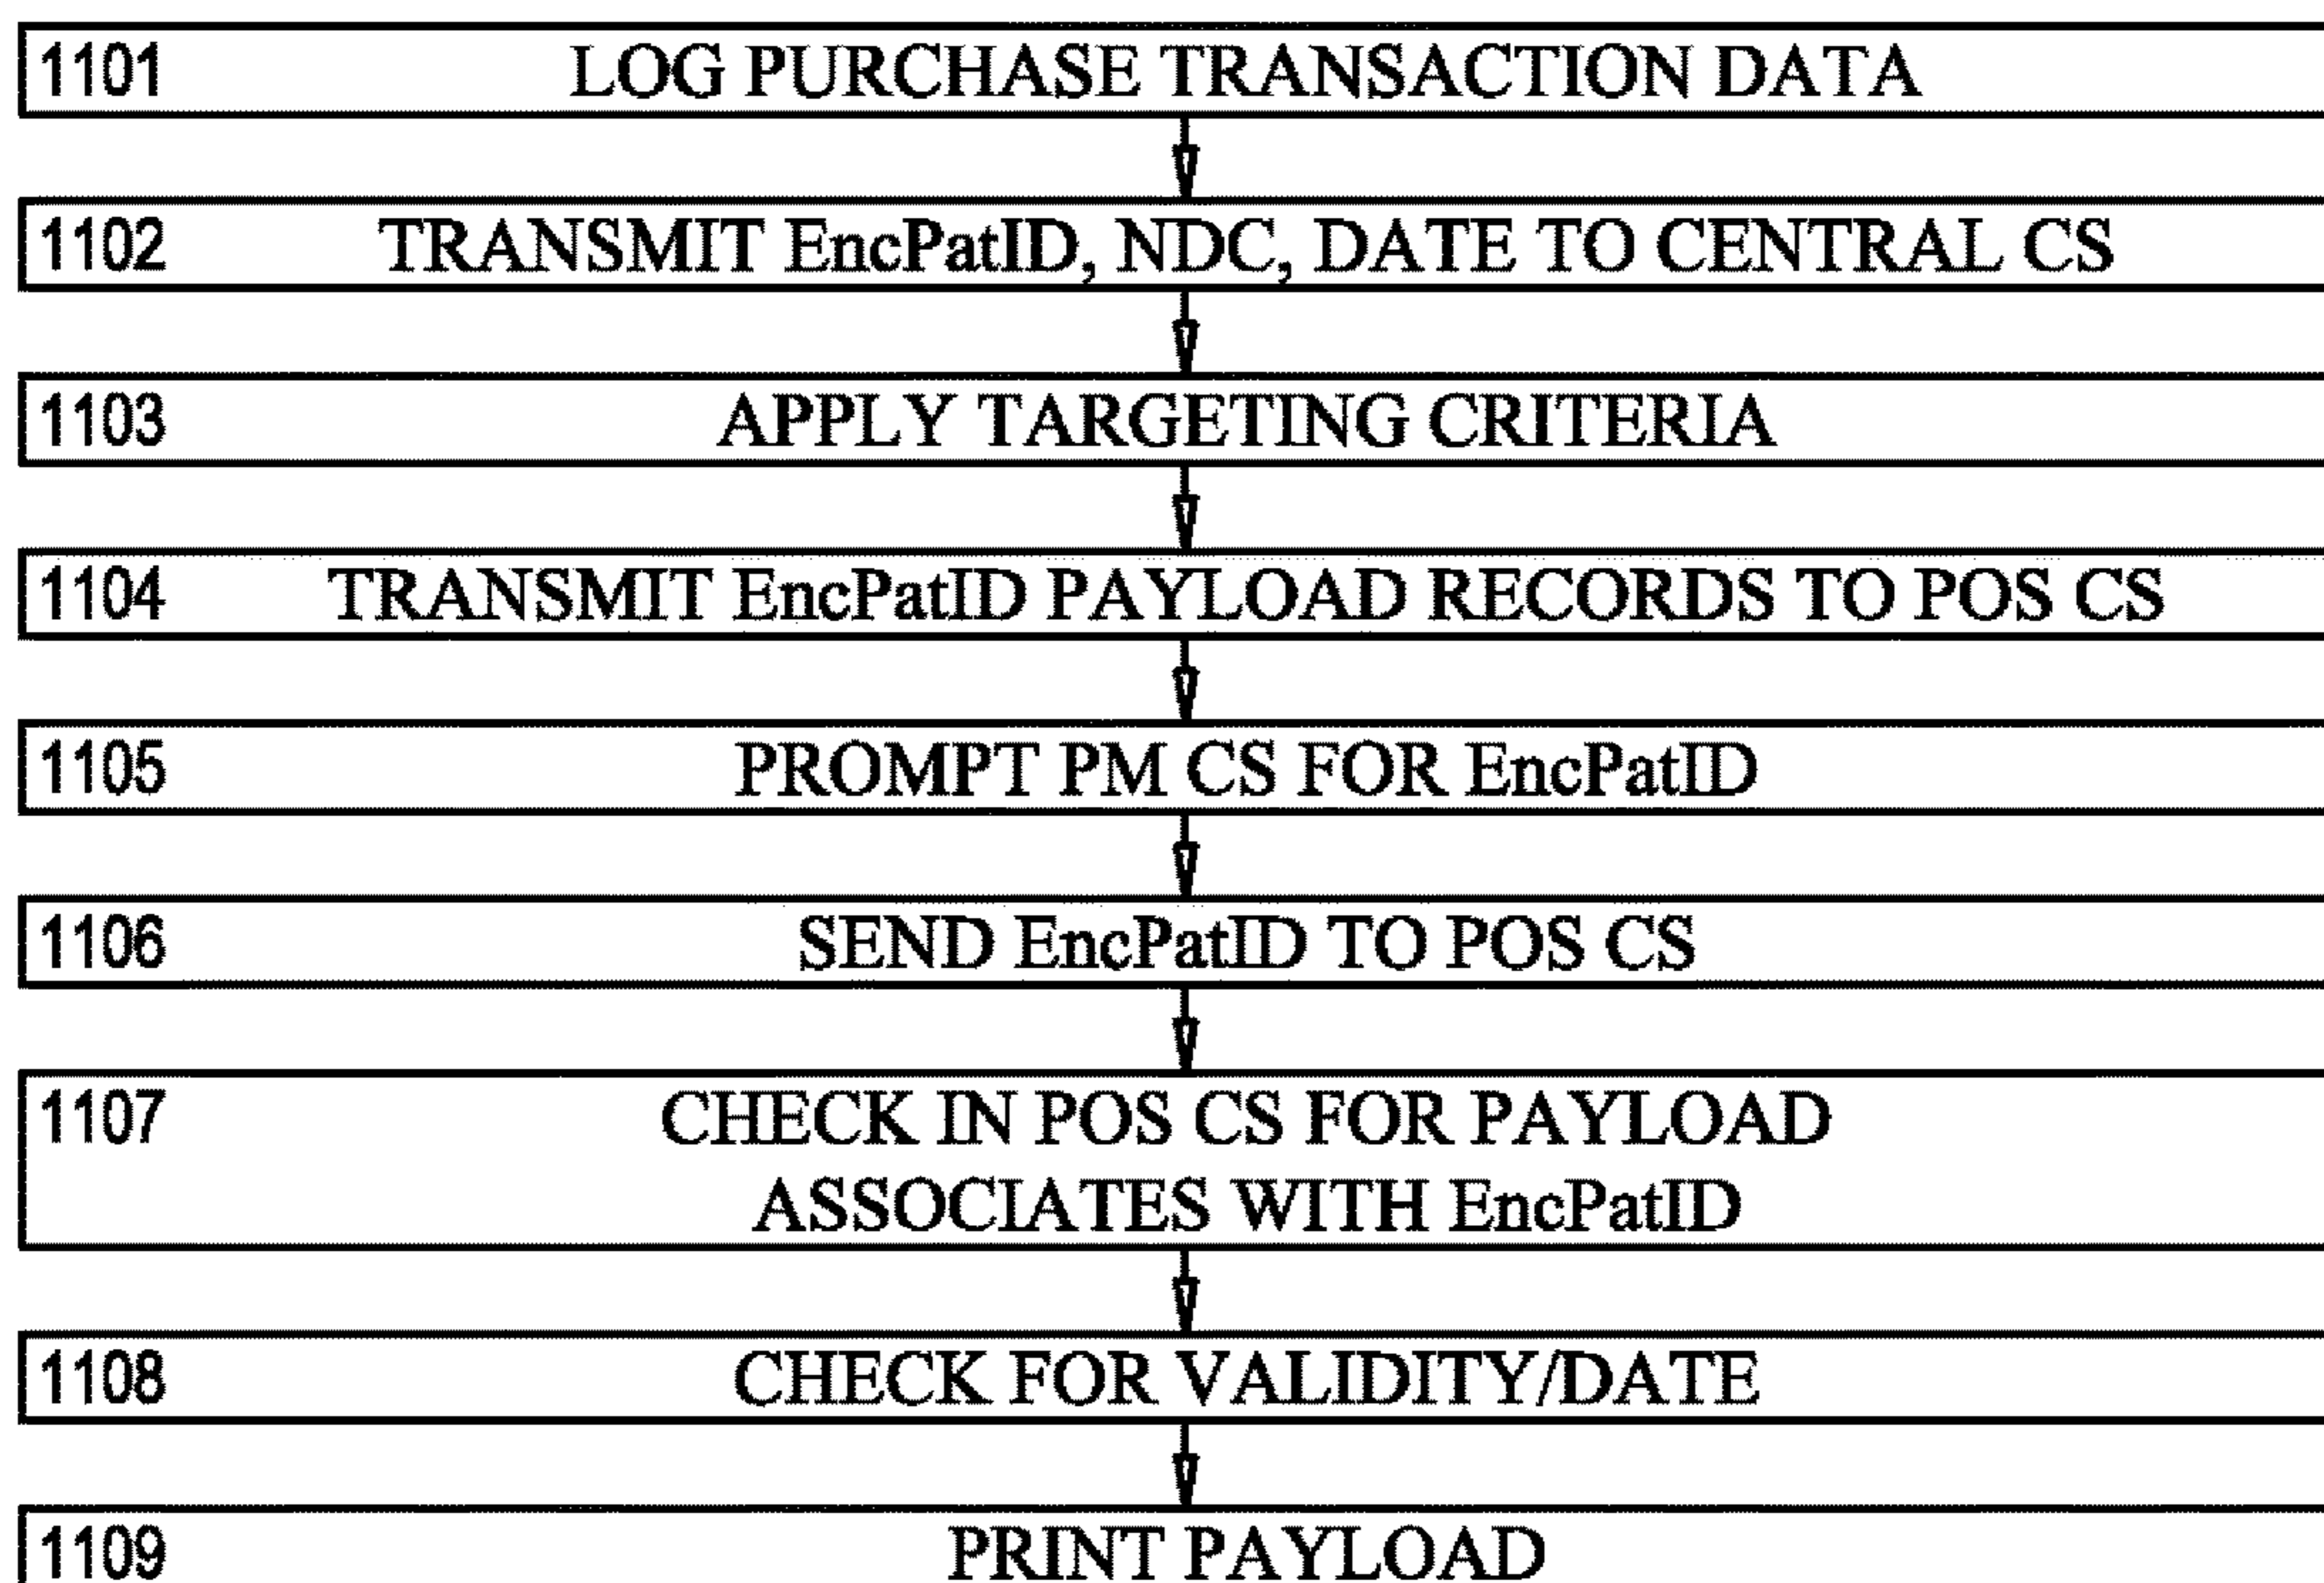 1101 LOG PURCHASE TRANSACTION DATA
1102 TRANSMIT EncPatID, NDC, DATE TO CENTRAL CS
1103 APPLY TARGETING CRITERIA
1104 TRANSMIT EncPatID PAYLOAD RECORDS TO POS CS
1105 PROMPT PM CS FOR EncPatID
1106 SEND EncPatID TO POS CS
1107 CHECK IN POS CS FOR PAYLOAD
ASSOCIATES WITH EncPatID
1108 CHECK FOR VALIDITY/DATE
1109 PRINT PAYLOAD